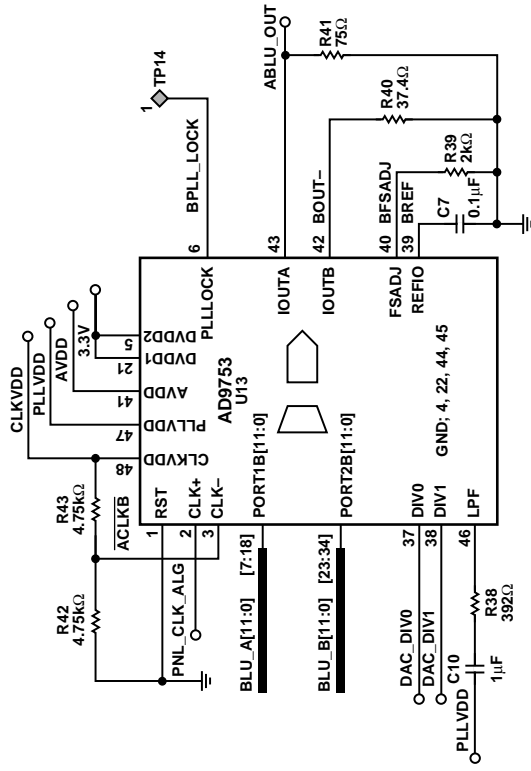 CLKVDD
PLLVDD
AVDD
3.3V
R42
4.75kΩ
R43
4.75kΩ
ACLKB
48
47
41
21
5
CLKVDD
PLLVDD
AVDD
DVDD1
DVDD2
1
RST
PNL_CLK_ALG
2
CLK+
3
CLK–
AD9753
U13
PLLLOCK
6
BPLL_LOCK
1
TP14
BLU_A[11:0]
[7:18]
PORT1B[11:0]
BLU_B[11:0]
[23:34]
PORT2B[11:0]
IOUTA
43
ABLU_OUT
R41
75Ω
IOUTB
42
BOUT–
R40
37.4Ω
DAC_DIV0
37
DIV0
DAC_DIV1
38
DIV1
GND; 4, 22, 44, 45
FSADJ
40
BFSADJ
REFIO
39
BREF
R39
2kΩ
C7
0.1µF
PLLVDD
C10
1µF
R38
392Ω
46
LPF